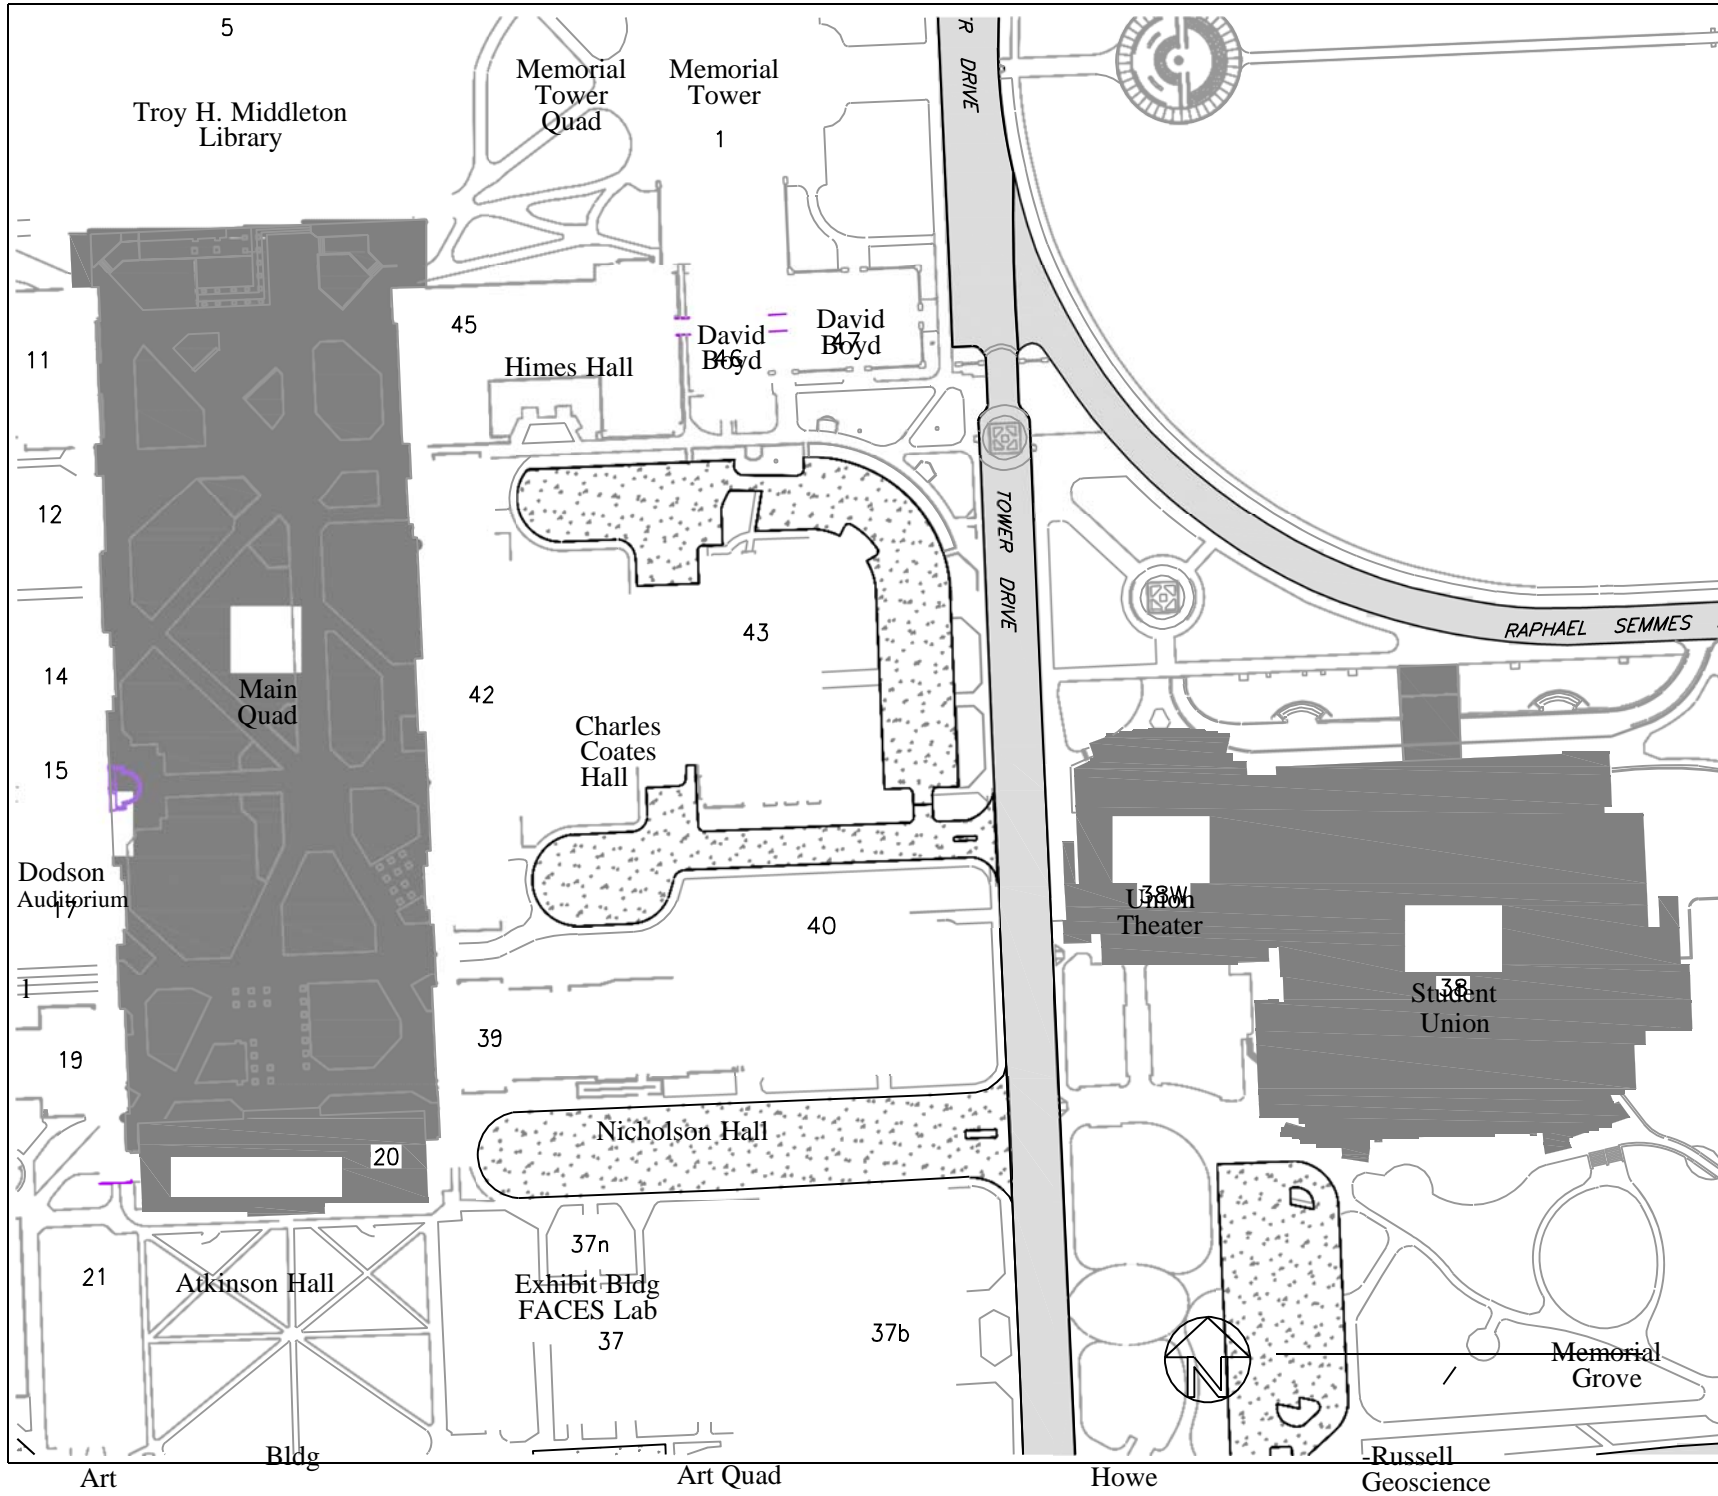 5
Troy H. Middleton
Library
Memorial
Tower
Quad
Memorial
Tower
1
TR DRIVE
45
Himes Hall
David
Boyd
46
David
Boyd
47
11
12
14
15
Main
Quad
42
43
Charles
Coates
Hall
TOWER DRIVE
RAPHAEL SEMMES
Dodson
Auditorium
17
1
19
40
39
38W
Union
Theater
38
Student
Union
Nicholson Hall
20
21
Atkinson Hall
37n
Exhibit Bldg
FACES Lab
37
37b
N
Memorial
Grove
Art
Bldg
Art Quad
Howe
-Russell
Geoscience